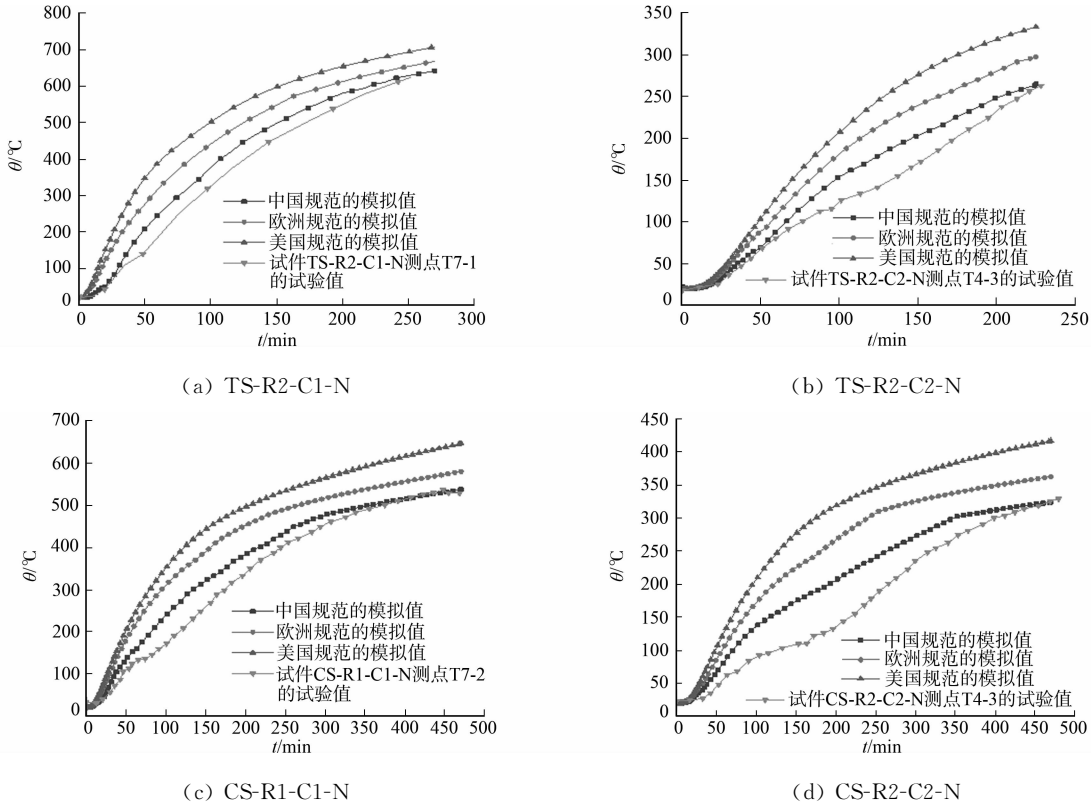 800
700
600
500
400
300
200
100
0
θ/℃
0 50 100 150 200 250 300
t/min
中国规范的模拟值
欧洲规范的模拟值
美国规范的模拟值
试件TS-R2-C1-N测点T7-1
的试验值
(a) TS-R2-C1-N
350
300
250
200
150
100
50
0
θ/℃
0 50 100 150 200 250
t/min
中国规范的模拟值
欧洲规范的模拟值
美国规范的模拟值
试件TS-R2-C2-N测点T4-3的试验值
(b) TS-R2-C2-N
700
600
500
400
300
200
100
0
θ/℃
0 50 100 150 200 250 300 350 400 450 500
t/min
中国规范的模拟值
欧洲规范的模拟值
美国规范的模拟值
试件CS-R1-C1-N测点T7-2
的试验值
(c) CS-R1-C1-N
450
400
350
300
250
200
150
100
50
0
θ/℃
0 50 100 150 200 250 300 350 400 450 500
t/min
中国规范的模拟值
欧洲规范的模拟值
美国规范的模拟值
试件CS-R2-C2-N测点T4-3的试验值
(d) CS-R2-C2-N